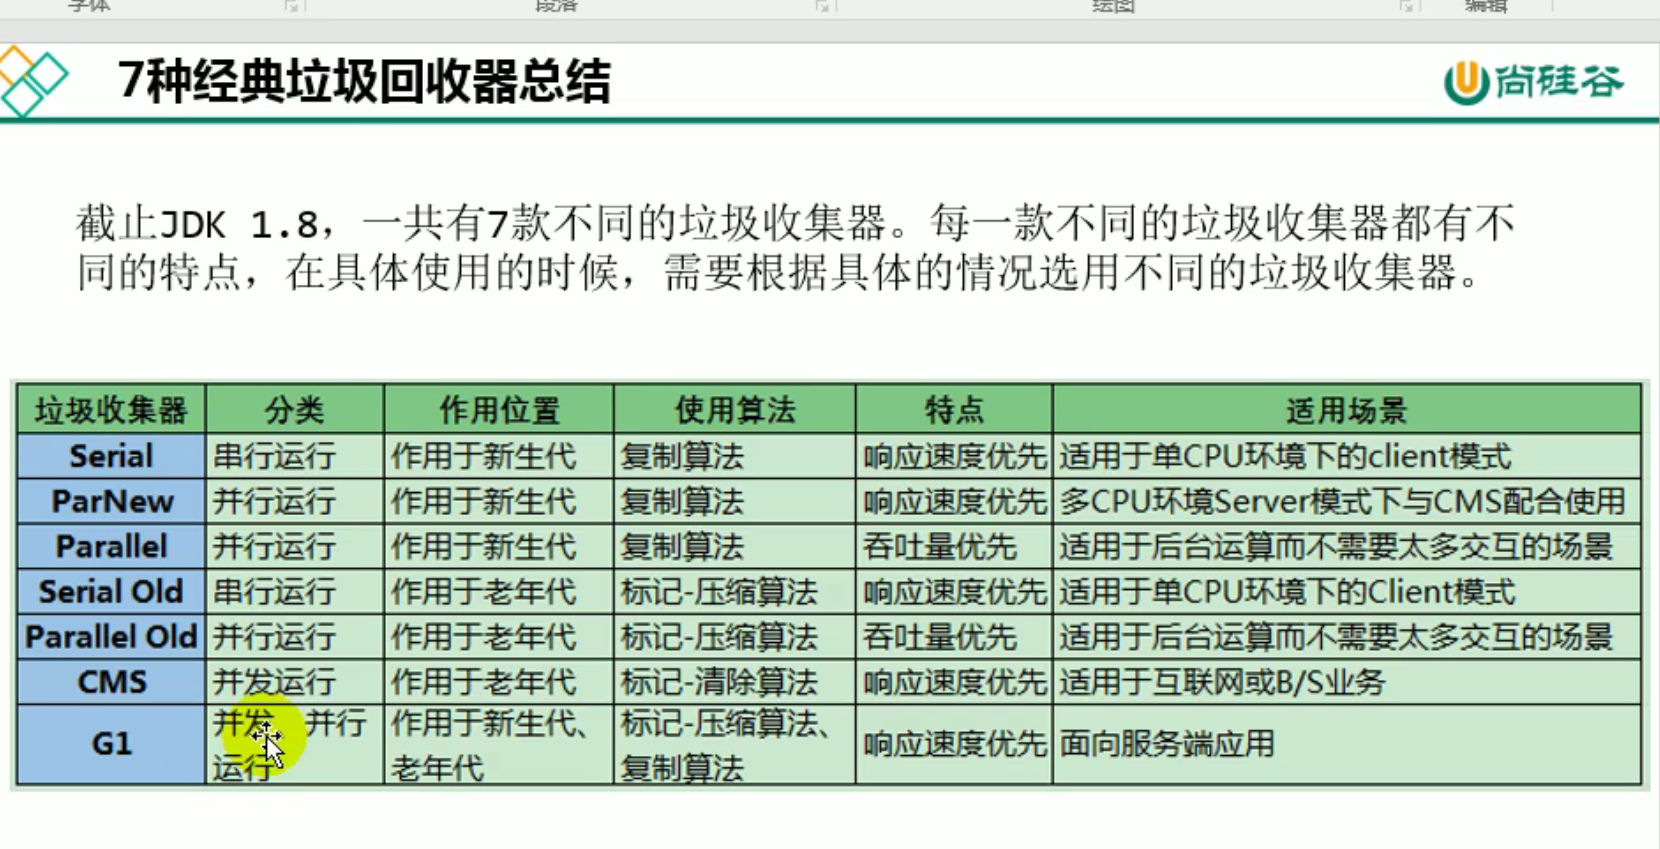 字体 段落 绘图 编辑
7种经典垃圾回收器总结
尚硅谷
截止JDK 1.8，一共有7款不同的垃圾收集器。每一款不同的垃圾收集器都有不
同的特点，在具体使用的时候，需要根据具体的情况选用不同的垃圾收集器。
垃圾收集器 分类 作用位置 使用算法 特点 适用场景
Serial 串行运行 作用于新生代 复制算法 响应速度优先 适用于单CPU环境下的client模式
ParNew 并行运行 作用于新生代 复制算法 响应速度优先 多CPU环境Server模式下与CMS配合使用
Parallel 并行运行 作用于新生代 复制算法 吞吐量优先 适用于后台运算而不需要太多交互的场景
Serial Old 串行运行 作用于老年代 标记-压缩算法 响应速度优先 适用于单CPU环境下的Client模式
Parallel Old 并行运行 作用于老年代 标记-压缩算法 吞吐量优先 适用于后台运算而不需要太多交互的场景
CMS 并发运行 作用于老年代 标记-清除算法 响应速度优先 适用于互联网或B/S业务
G1 并发 并行 作用于新生代、 标记-压缩算法、 响应速度优先 面向服务端应用
运行 老年代 复制算法